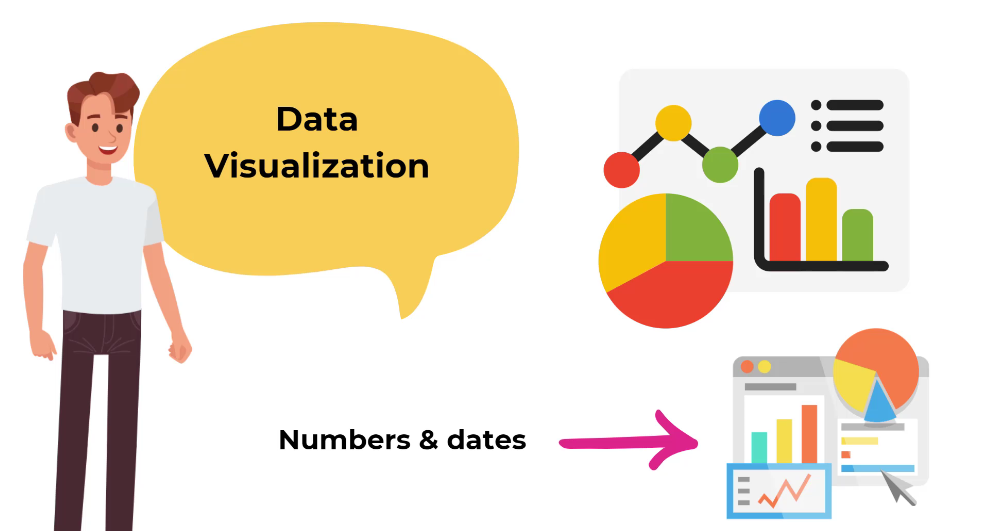 Data
Visualization
Numbers & dates